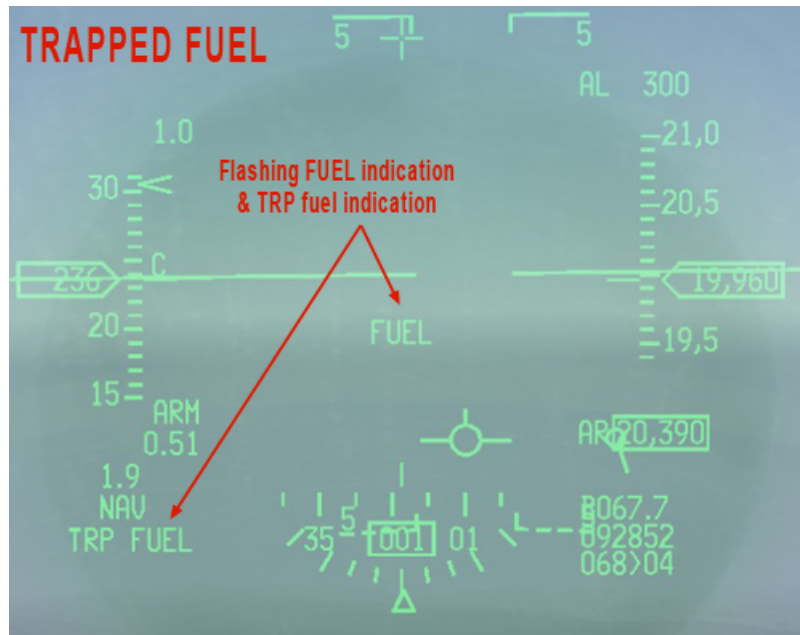 TRAPPED FUEL
5 5
AL 300
1.0
Flashing FUEL indication
& TRP fuel indication
30
C
236
20
15
21,0
20,5
19,960
19,5
FUEL
ARM
0.51
1.9
NAV
TRP FUEL
AR 20,390
5
35 001 01
B067.7
092852
068>04